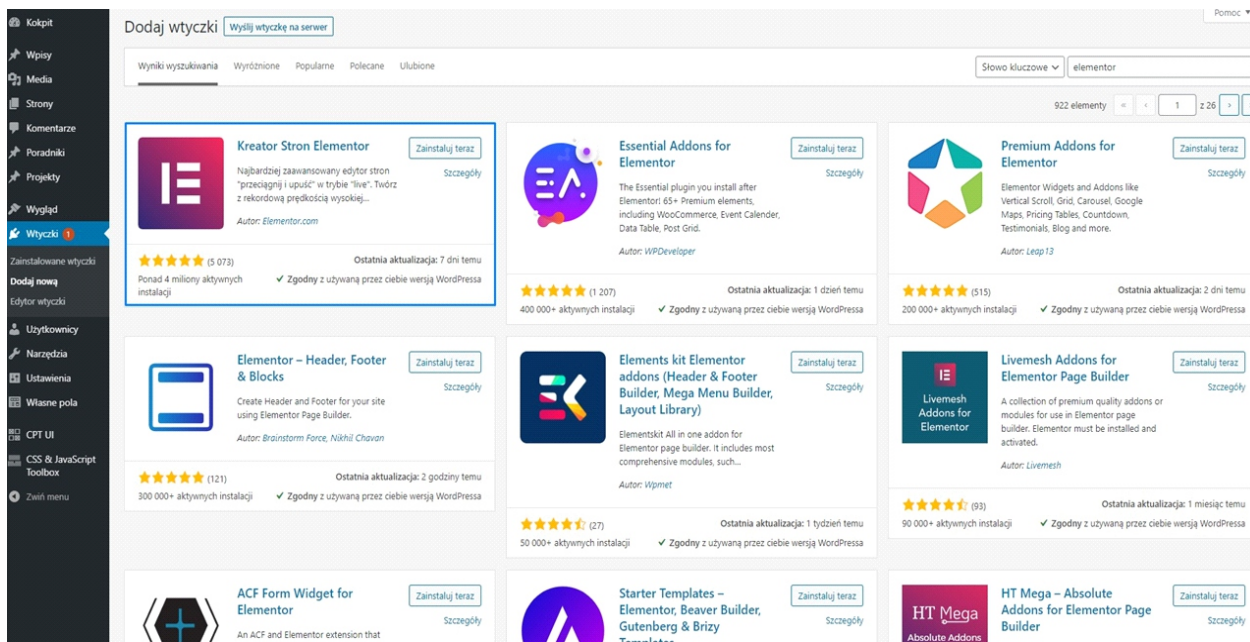 Kokpit
Wpisy
Media
Strony
Komentarze
Poradniki
Projekty
Wygląd
Wtyczki 1
Zainstalowane wtyczki
Dodaj nową
Edytor wtyczki
Użytkownicy
Narzędzia
Ustawienia
Własne pola
CPT UI
CSS & JavaScript
Toolbox
Zwiń menu
Pomoc
Dodaj wtyczki Wyślij wtyczkę na serwer
Wyniki wyszukiwania Wyróżnione Popularne Polecane Ulubione
Słowo kluczowe elementor
922 elementy « ‹ 1 z 26 ›
Kreator Stron Elementor
Zainstaluj teraz
Szczegóły
Najbardziej zaawansowany edytor stron
"przeciągnij i upuść" w trybie "live". Twórz
z rekordową prędkością wysokiej...
Autor: Elementor.com
(5 073)
Ostatnia aktualizacja: 7 dni temu
Ponad 4 miliony aktywnych
instalacji
Zgodny z używaną przez ciebie wersją WordPressa
Essential Addons for
Elementor
Zainstaluj teraz
Szczegóły
The Essential plugin you install after
Elementor! 65+ Premium elements,
including WooCommerce, Event Calender,
Data Table, Post Grid.
Autor: WPDeveloper
(1 207)
Ostatnia aktualizacja: 1 dzień temu
400 000+ aktywnych instalacji
Zgodny z używaną przez ciebie wersją WordPressa
Premium Addons for
Elementor
Zainstaluj teraz
Szczegóły
Elementor Widgets and Addons like
Vertical Scroll, Grid, Carousel, Google
Maps, Pricing Tables, Countdown,
Testimonials, Blog and more.
Autor: Leap13
(515)
Ostatnia aktualizacja: 2 dni temu
200 000+ aktywnych instalacji
Zgodny z używaną przez ciebie wersją WordPressa
Elementor – Header, Footer
& Blocks
Zainstaluj teraz
Szczegóły
Create Header and Footer for your site
using Elementor Page Builder.
Autor: Brainstorm Force, Nikhil Chavan
(121)
Ostatnia aktualizacja: 2 godziny temu
300 000+ aktywnych instalacji
Zgodny z używaną przez ciebie wersją WordPressa
Elements kit Elementor
addons (Header & Footer
Builder, Mega Menu Builder,
Layout Library)
Zainstaluj teraz
Szczegóły
Elementskit All in one addon for
Elementor page builder. It includes most
comprehensive modules, such...
Autor: Wpmet
(27)
Ostatnia aktualizacja: 1 tydzień temu
50 000+ aktywnych instalacji
Zgodny z używaną przez ciebie wersją WordPressa
Livemesh
Addons for
Elementor
Livemesh Addons for
Elementor Page Builder
Zainstaluj teraz
Szczegóły
A collection of premium quality addons or
modules for use in Elementor page
builder. Elementor must be installed and
activated.
Autor: Livemesh
(93)
Ostatnia aktualizacja: 1 miesiąc temu
90 000+ aktywnych instalacji
Zgodny z używaną przez ciebie wersją WordPressa
ACF Form Widget for
Elementor
Zainstaluj teraz
Szczegóły
An ACF and Elementor extension that
Starter Templates –
Elementor, Beaver Builder,
Gutenberg & Brizy
Templates
Zainstaluj teraz
Szczegóły
HT Mega
Absolute Addons
HT Mega – Absolute
Addons for Elementor Page
Builder
Zainstaluj teraz
Szczegóły